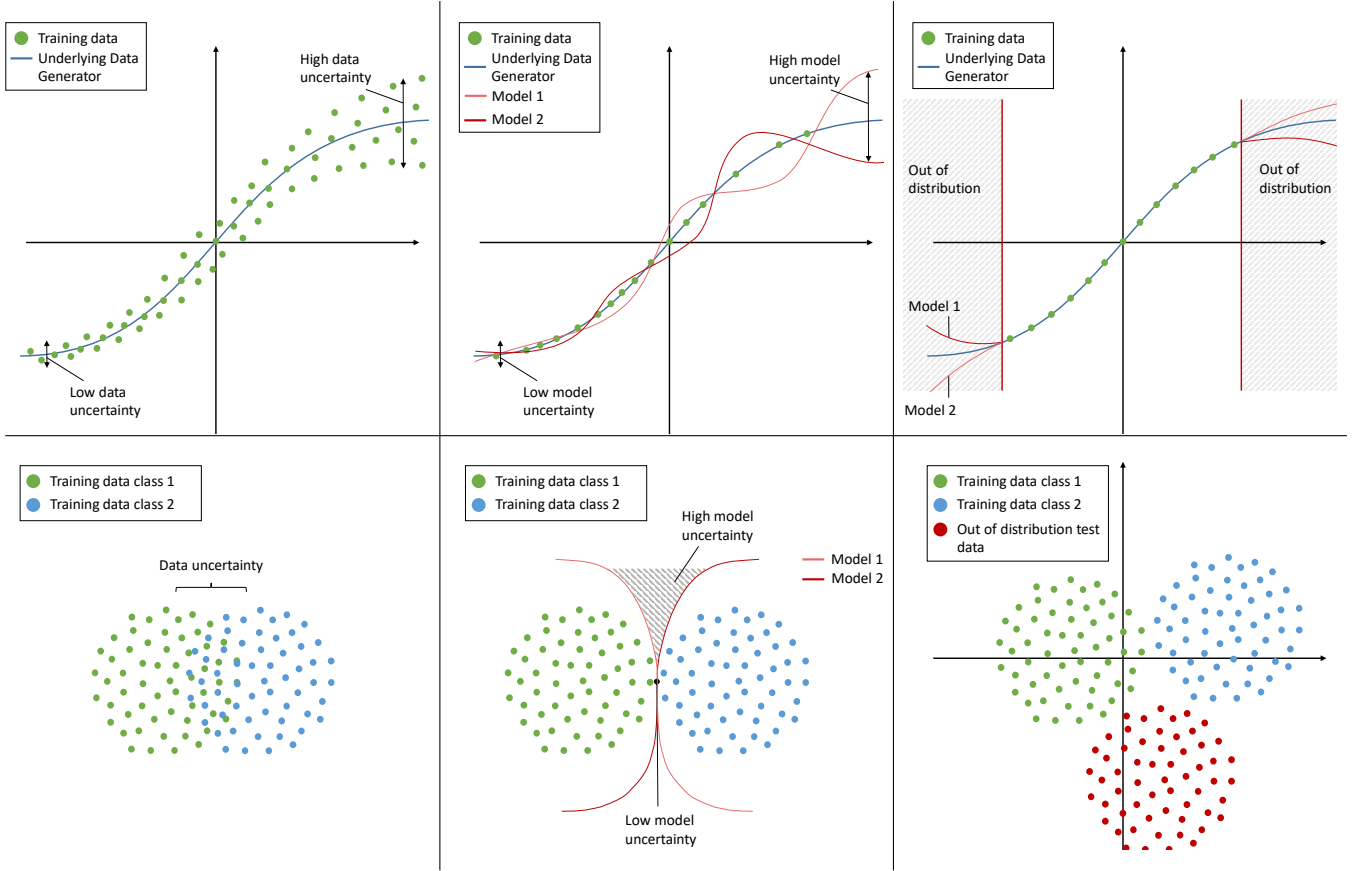 Training data
Underlying Data
Generator
High data
uncertainty
Low data
uncertainty
Training data
Underlying Data
Generator
Model 1
Model 2
High model
uncertainty
Low model
uncertainty
Training data
Underlying Data
Generator
Out of
distribution
Out of
distribution
Model 1
Model 2
Training data class 1
Training data class 2
Data uncertainty
Training data class 1
Training data class 2
High model
uncertainty
Model 1
Model 2
Low model
uncertainty
Training data class 1
Training data class 2
Out of distribution test
data